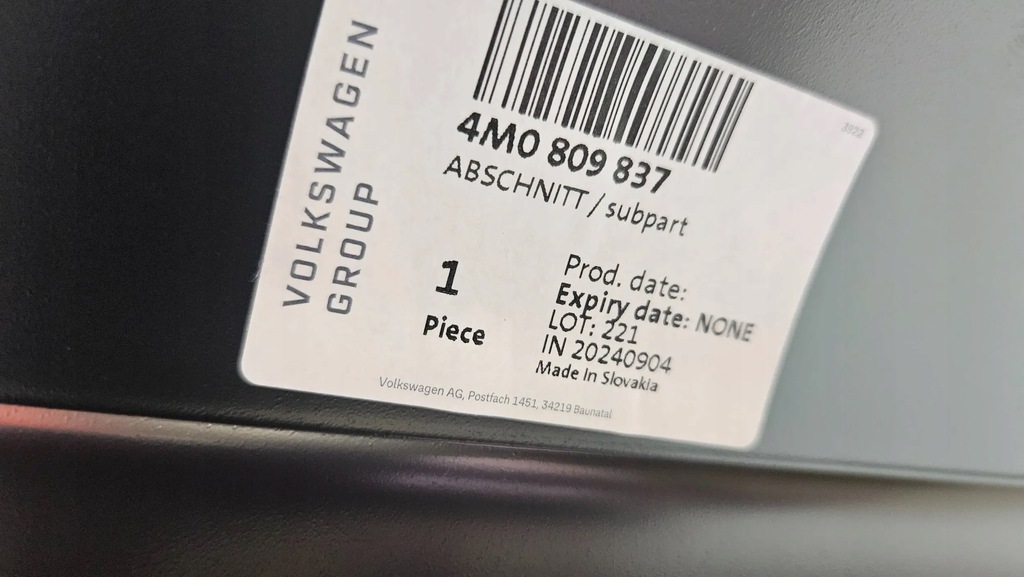 VOLKSWAGEN
GROUP
3922
4M0 809 837
ABSCHNITT / subpart
1
Piece
Prod. date:
Expiry date: NONE
LOT: 221
IN 20240904
Made In Slovakia
Volkswagen AG, Postfach 1451, 34219 Baunatal